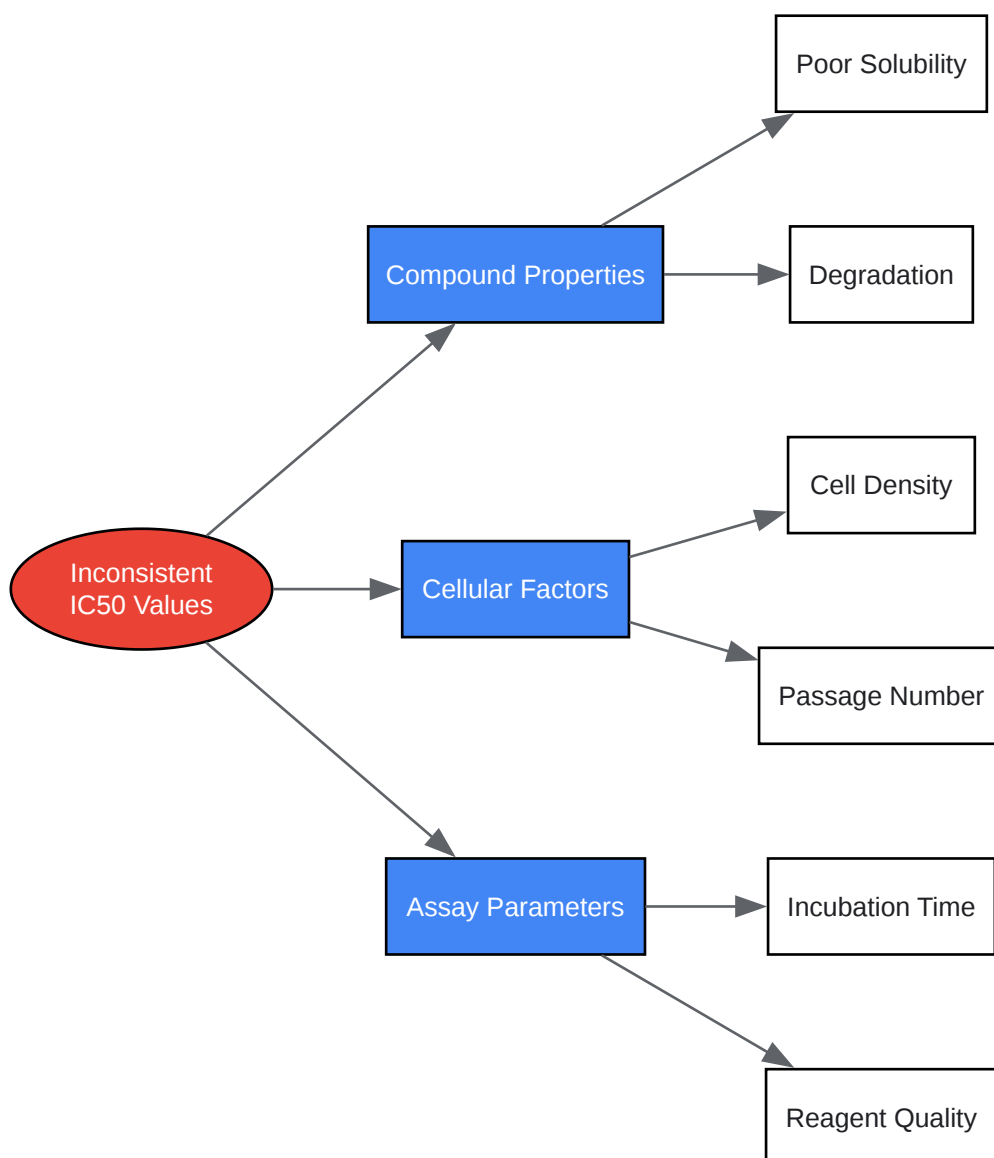 Poor Solubility
Compound Properties
Degradation
Cell Density
Inconsistent
IC50 Values
Cellular Factors
Passage Number
Assay Parameters
Incubation Time
Reagent Quality